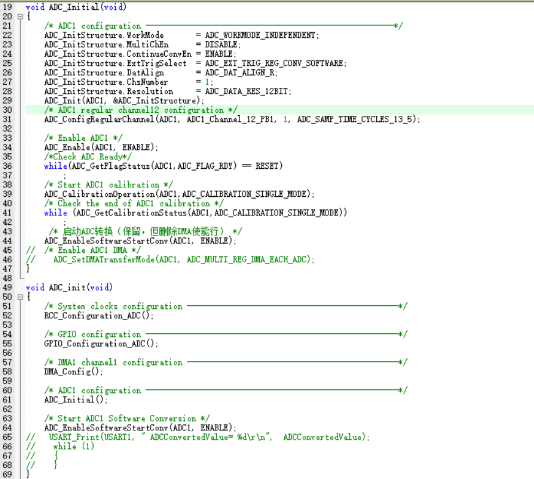 19 void ADC_Initial(void)
20 {
21 /* ADC1 configuration ------------------------------------------------------*/
22 ADC_InitStructure.WorkMode = ADC_WORKMODE_INDEPENDENT;
23 ADC_InitStructure.MultiChEn = DISABLE;
24 ADC_InitStructure.ContinueConvEn = ENABLE;
25 ADC_InitStructure.ExtTrigSelect = ADC_EXT_TRIG_REG_CONV_SOFTWARE;
26 ADC_InitStructure.DatAlign = ADC_DAT_ALIGN_R;
27 ADC_InitStructure.ChsNumber = 1;
28 ADC_InitStructure.Resolution = ADC_DATA_RES_12BIT;
29 ADC_Init(ADC1, &ADC_InitStructure);
30 /* ADC1 regular channel12 configuration */
31 ADC_ConfigRegularChannel(ADC1, ADC1_Channel_12_PB1, 1, ADC_SAMP_TIME_CYCLES_13_5);
32
33 /* Enable ADC1 */
34 ADC_Enable(ADC1, ENABLE);
35 /*Check ADC Ready*/
36 while(ADC_GetFlagStatus(ADC1,ADC_FLAG_RDY) == RESET)
37 ;
38 /* Start ADC1 calibration */
39 ADC_CalibrationOperation(ADC1,ADC_CALIBRATION_SINGLE_MODE);
40 /* Check the end of ADC1 calibration */
41 while (ADC_GetCalibrationStatus(ADC1,ADC_CALIBRATION_SINGLE_MODE))
42 ;
43 /* 启动ADC转换（保留，但删除DMA使能行） */
44 ADC_EnableSoftwareStartConv(ADC1, ENABLE);
45 // /* Enable ADC1 DMA */
46 // ADC_SetDMATransferMode(ADC1, ADC_MULTI_REG_DMA_EACH_ADC);
47 }
48
49 void ADC_init(void)
50 {
51 /* System clocks configuration ---------------------------------------------*/
52 RCC_Configuration_ADC();
53
54 /* GPIO configuration ------------------------------------------------------*/
55 GPIO_Configuration_ADC();
56
57 /* DMA1 channel1 configuration ---------------------------------------------*/
58 DMA_Config();
59
60 /* ADC1 configuration ------------------------------------------------------*/
61 ADC_Initial();
62
63 /* Start ADC1 Software Conversion */
64 ADC_EnableSoftwareStartConv(ADC1, ENABLE);
65 // USART_Print(USART1, " ADCConvertedValue= %d\r\n", ADCConvertedValue);
66 // while (1)
67 // {
68 // }
69 }